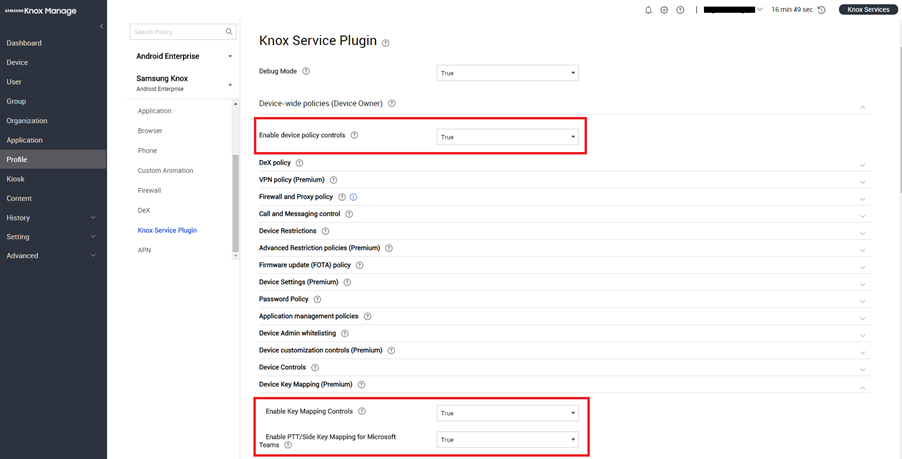 SAMSUNG Knox Manage
16 min 49 sec
Knox Services
Dashboard
Device
User
Group
Organization
Application
Profile
Kiosk
Content
History
Setting
Advanced
Search Policy
Android Enterprise
Samsung Knox
Android Enterprise
Application
Browser
Phone
Custom Animation
Firewall
DeX
Knox Service Plugin
APN
Knox Service Plugin
Debug Mode True
Device-wide policies (Device Owner)
Enable device policy controls True
DeX policy
VPN policy (Premium)
Firewall and Proxy policy
Call and Messaging control
Device Restrictions
Advanced Restriction policies (Premium)
Firmware update (FOTA) policy
Device Settings (Premium)
Password Policy
Application management policies
Device Admin whitelisting
Device customization controls (Premium)
Device Controls
Device Key Mapping (Premium)
Enable Key Mapping Controls True
Enable PTT/Side Key Mapping for Microsoft True
Teams